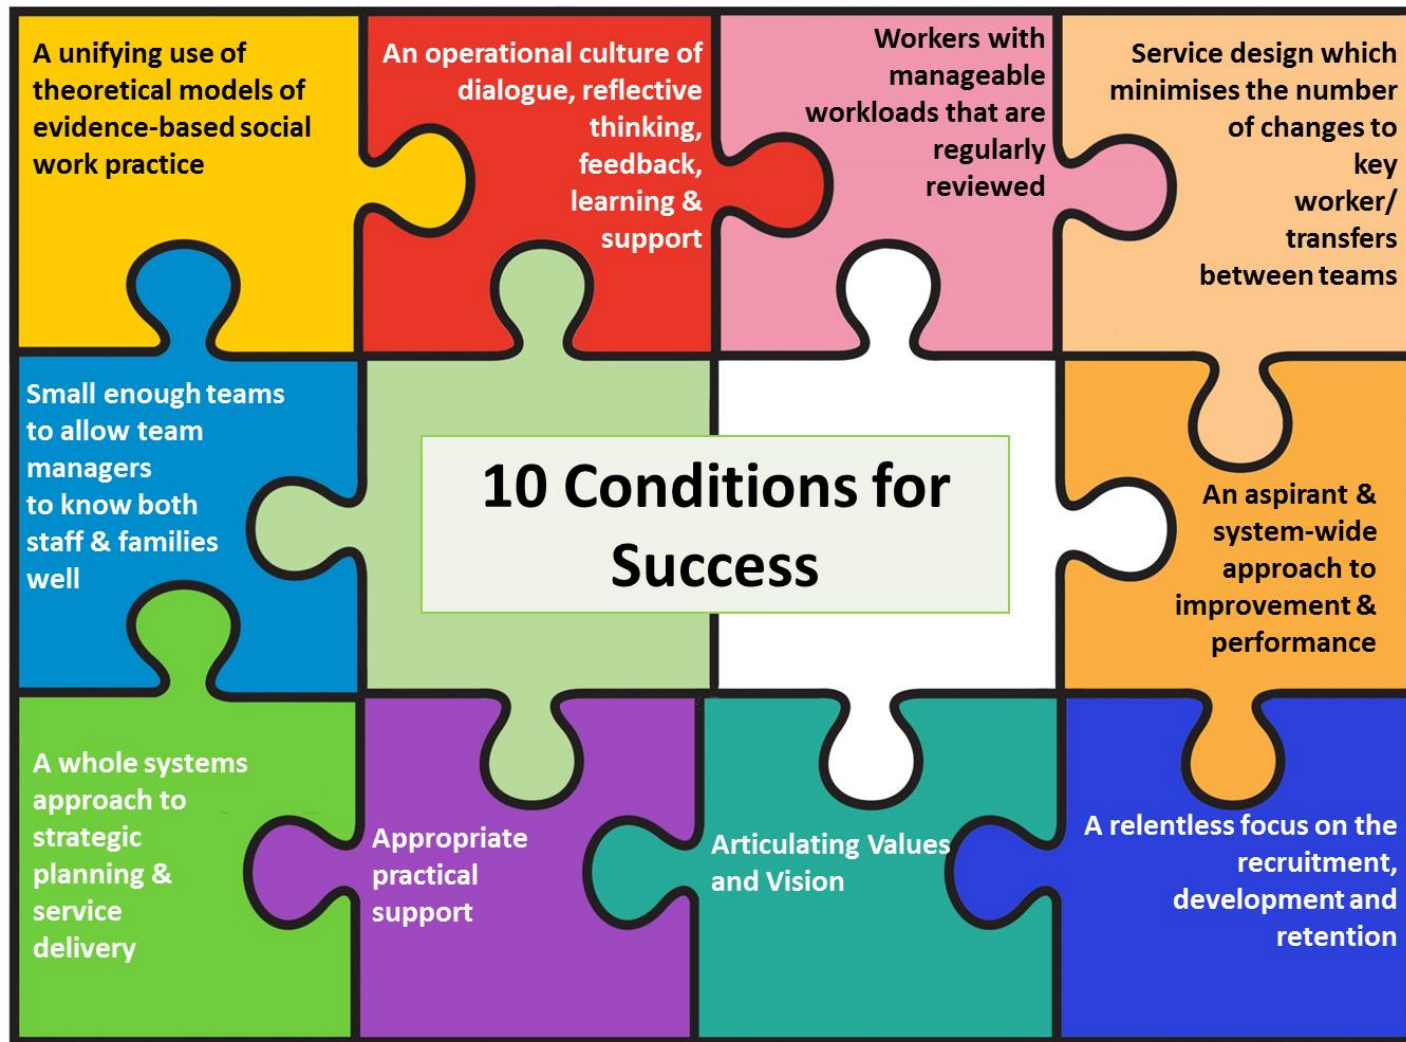 A unifying use of
theoretical models of
evidence-based social
work practice
An operational culture of
dialogue, reflective
thinking,
feedback,
learning &
support
Workers with
manageable
workloads that are
regularly
reviewed
Service design which
minimises the number
of changes to
key
worker/
transfers
between teams
Small enough teams
to allow team
managers
to know both
staff & families
well
10 Conditions for
Success
An aspirant &
system-wide
approach to
improvement &
performance
A whole systems
approach to
strategic
planning &
service
delivery
Appropriate
practical
support
Articulating Values
and Vision
A relentless focus on the
recruitment,
development and
retention